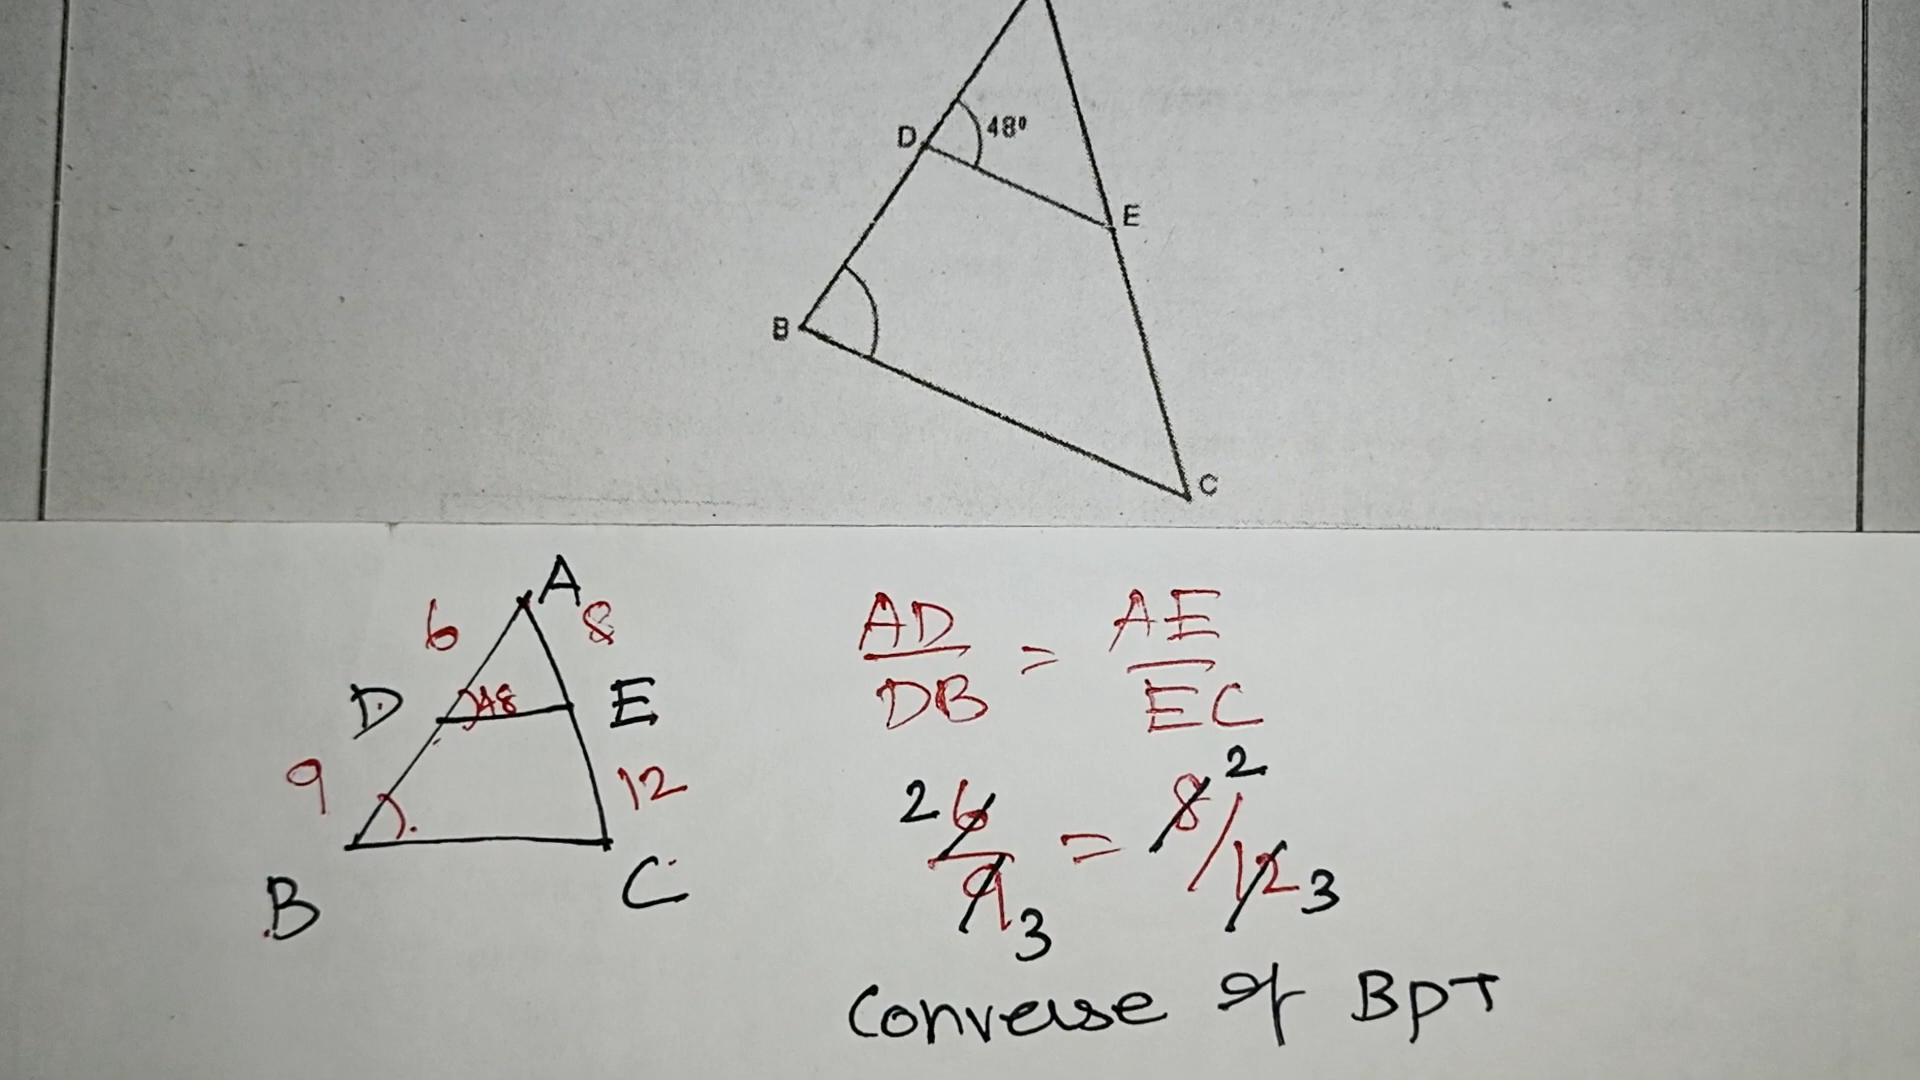 D 48°
E
B
C
A
6 8
D 48 E
9 12
B C
AD/DB = AE/EC
2 6/9 3 = 8 2/12 3
Converse of BPT